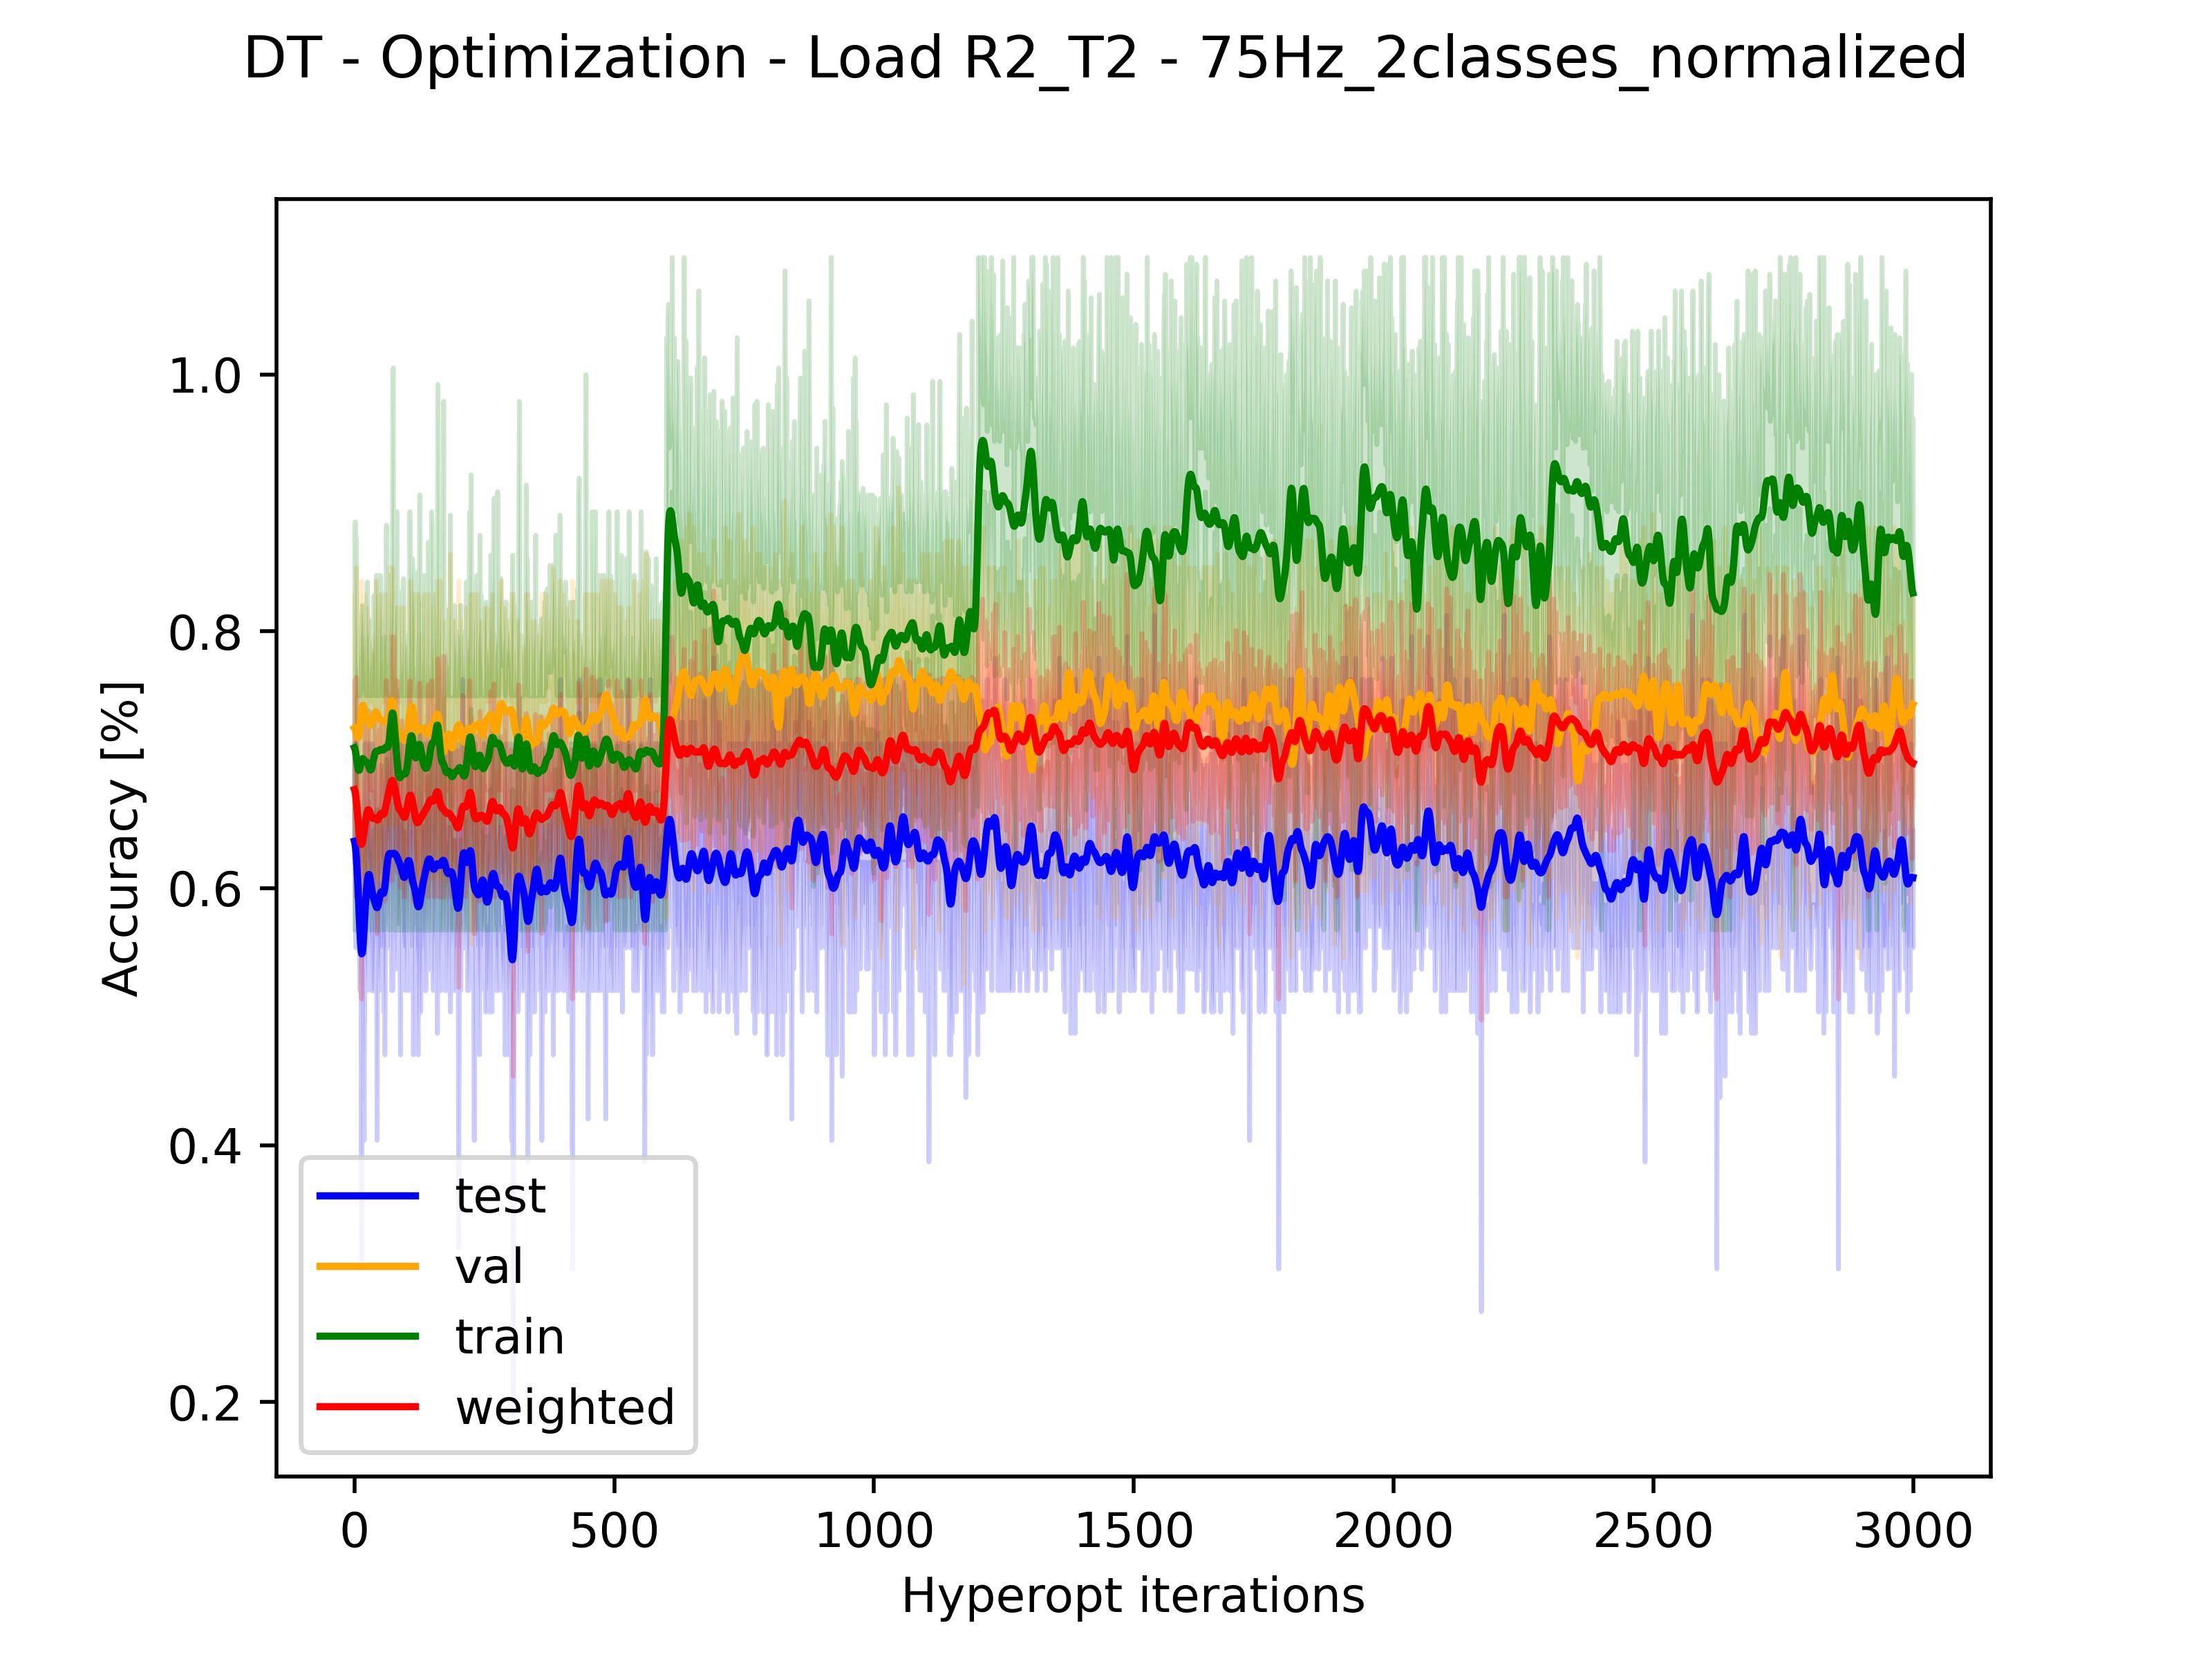 DT - Optimization - Load R2_T2 - 75Hz_2classes_normalized
Accuracy [%]
1.0
0.8
0.6
0.4
0.2
test
val
train
weighted
0 500 1000 1500 2000 2500 3000
Hyperopt iterations